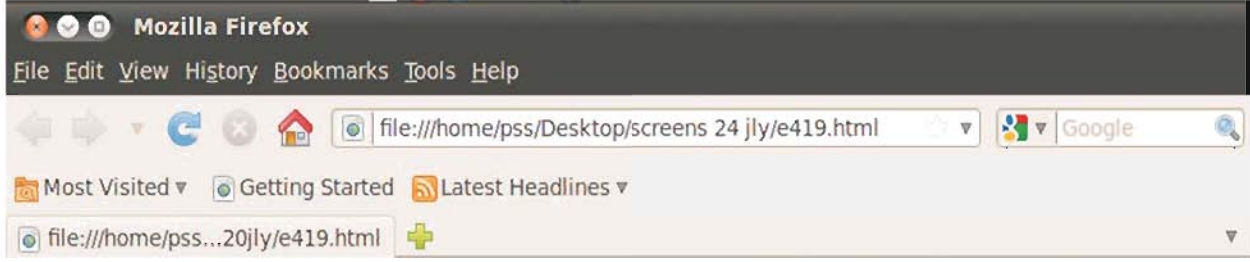 Mozilla Firefox
File Edit View History Bookmarks Tools Help
file:///home/pss/Desktop/screens 24 jly/e419.html Google
Most Visited Getting Started Latest Headlines
file:///home/pss...20jly/e419.html